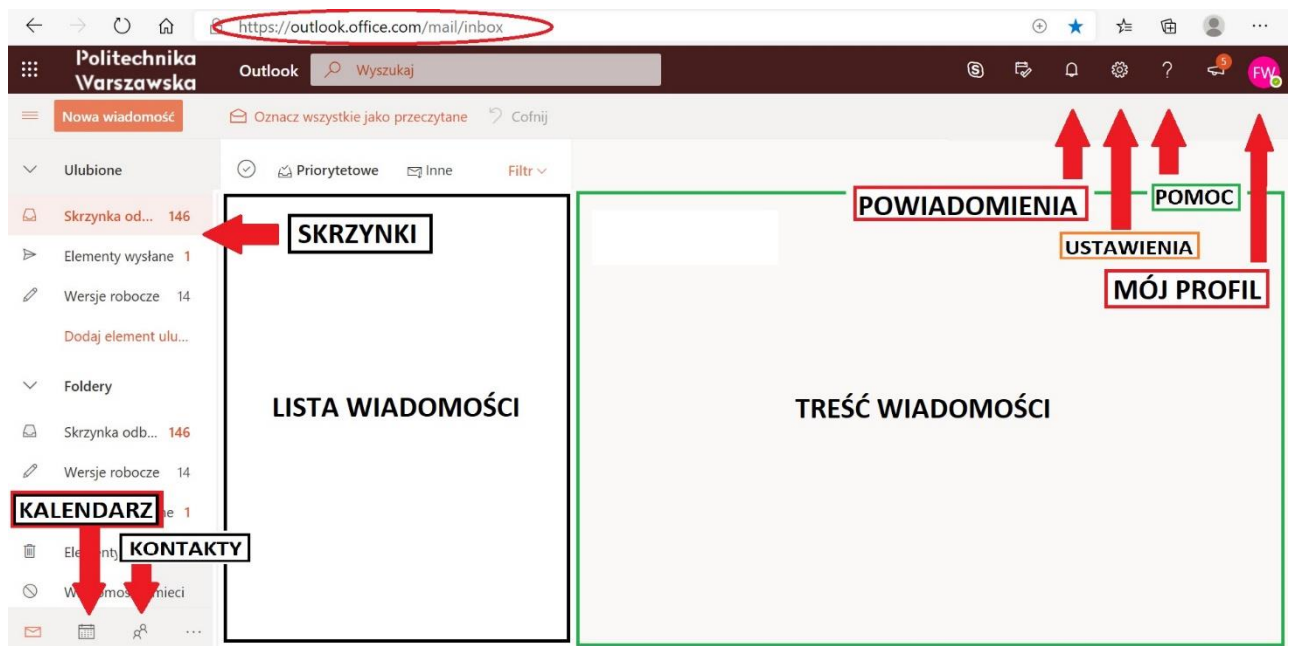 https://outlook.office.com/mail/inbox
Politechnika
Warszawska
Outlook
Wyszukaj
5
FW
Nowa wiadomość
Oznacz wszystkie jako przeczytane
Cofnij
Ulubione
Priorytetowe
Inne
Filtr
POWIADOMIENIA
POMOC
Skrzynka od... 146
SKRZYNKI
USTAWIENIA
Elementy wysłane 1
MÓJ PROFIL
Wersje robocze 14
Dodaj element ulu...
Foldery
LISTA WIADOMOŚCI
TREŚĆ WIADOMOŚCI
Skrzynka odb... 146
Wersje robocze 14
KALENDARZ
1
KONTAKTY